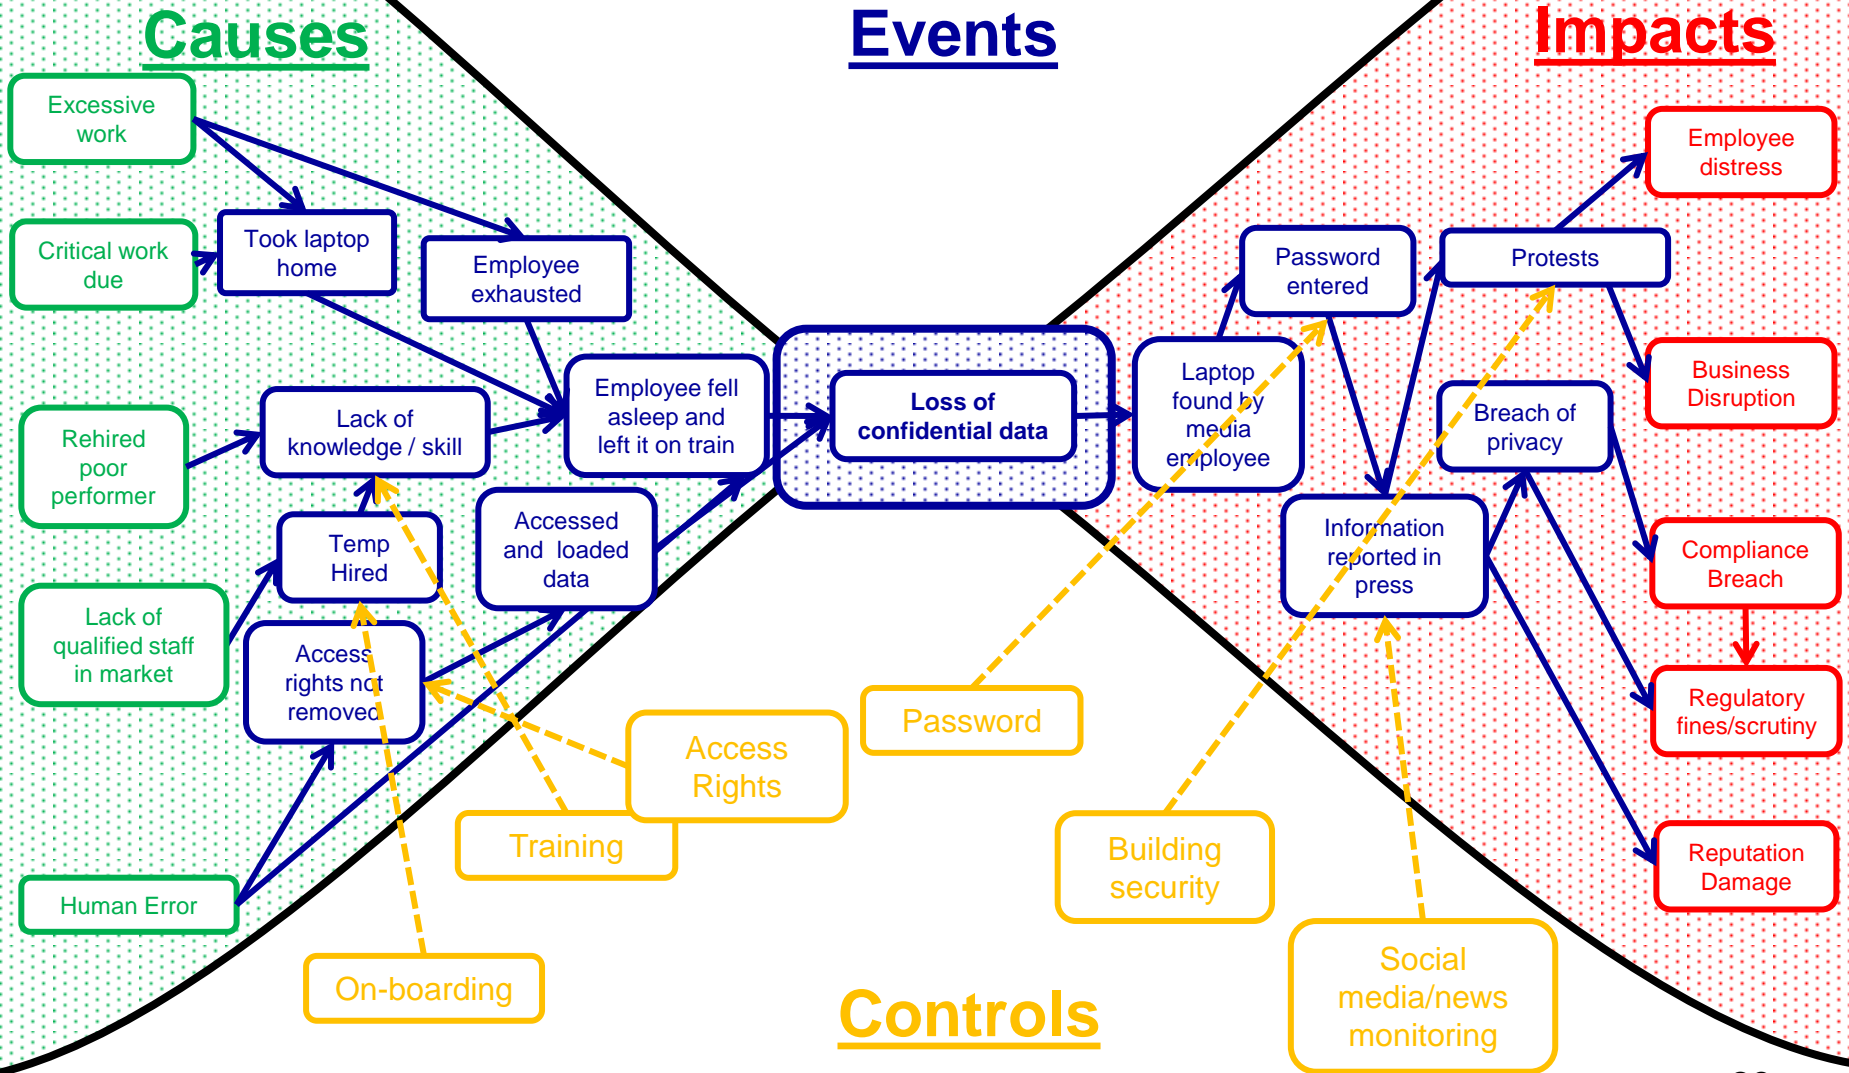 Causes
Events
Impacts
Excessive
work
Critical work
due
Rehired
poor
performer
Lack of
qualified staff
in market
Human Error
Took laptop
home
Employee
exhausted
Lack of
knowledge / skill
Temp
Hired
Access
rights not
removed
Employee fell
asleep and
left it on train
Accessed
and loaded
data
Loss of
confidential data
Laptop
found by
media
employee
Password
entered
Information
reported in
press
Protests
Breach of
privacy
Employee
distress
Business
Disruption
Compliance
Breach
Regulatory
fines/scrutiny
Reputation
Damage
On-boarding
Training
Access
Rights
Password
Building
security
Social
media/news
monitoring
Controls